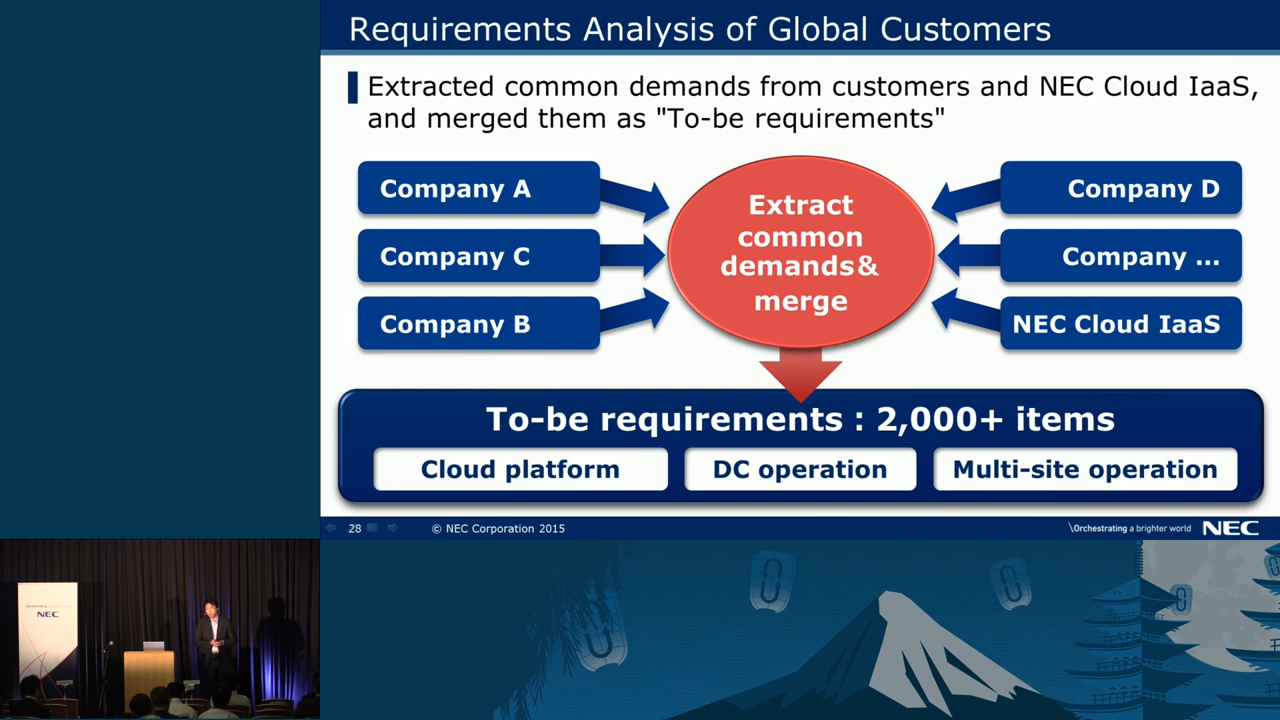 Requirements Analysis of Global Customers
Extracted common demands from customers and NEC Cloud IaaS,
and merged them as "To-be requirements"
Company A
Company C
Company B
Extract
common
demands&
merge
Company D
Company ...
NEC Cloud IaaS
To-be requirements : 2,000+ items
Cloud platform
DC operation
Multi-site operation
28
© NEC Corporation 2015
\Orchestrating a brighter world
NEC
NEC